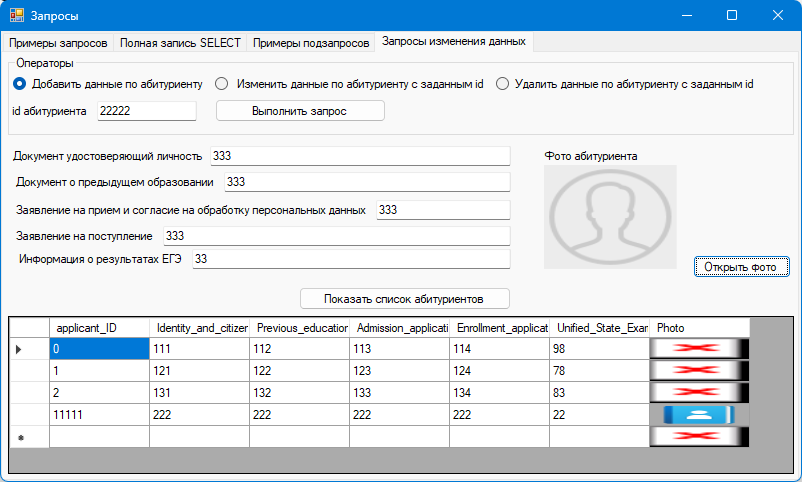 Запросы
Примеры запросов Полная запись SELECT Примеры подзапросов Запросы изменения данных
Операторы
Добавить данные по абитуриенту Изменить данные по абитуриенту с заданным id Удалить данные по абитуриенту с заданным id
id абитуриента 22222 Выполнить запрос
Документ удостоверяющий личность 333 Фото абитуриента
Документ о предыдущем образовании 333
Заявление на прием и согласие на обработку персональных данных 333
Заявление на поступление 333
Информация о результатах ЕГЭ 33
Открыть фото
Показать список абитуриентов
applicant_ID Identity_and_citizer Previous_educatior Admission_applicati Enrollment_applicat Unified_State_Exar Photo
0 111 112 113 114 98
1 121 122 123 124 78
2 131 132 133 134 83
11111 222 222 222 222 22